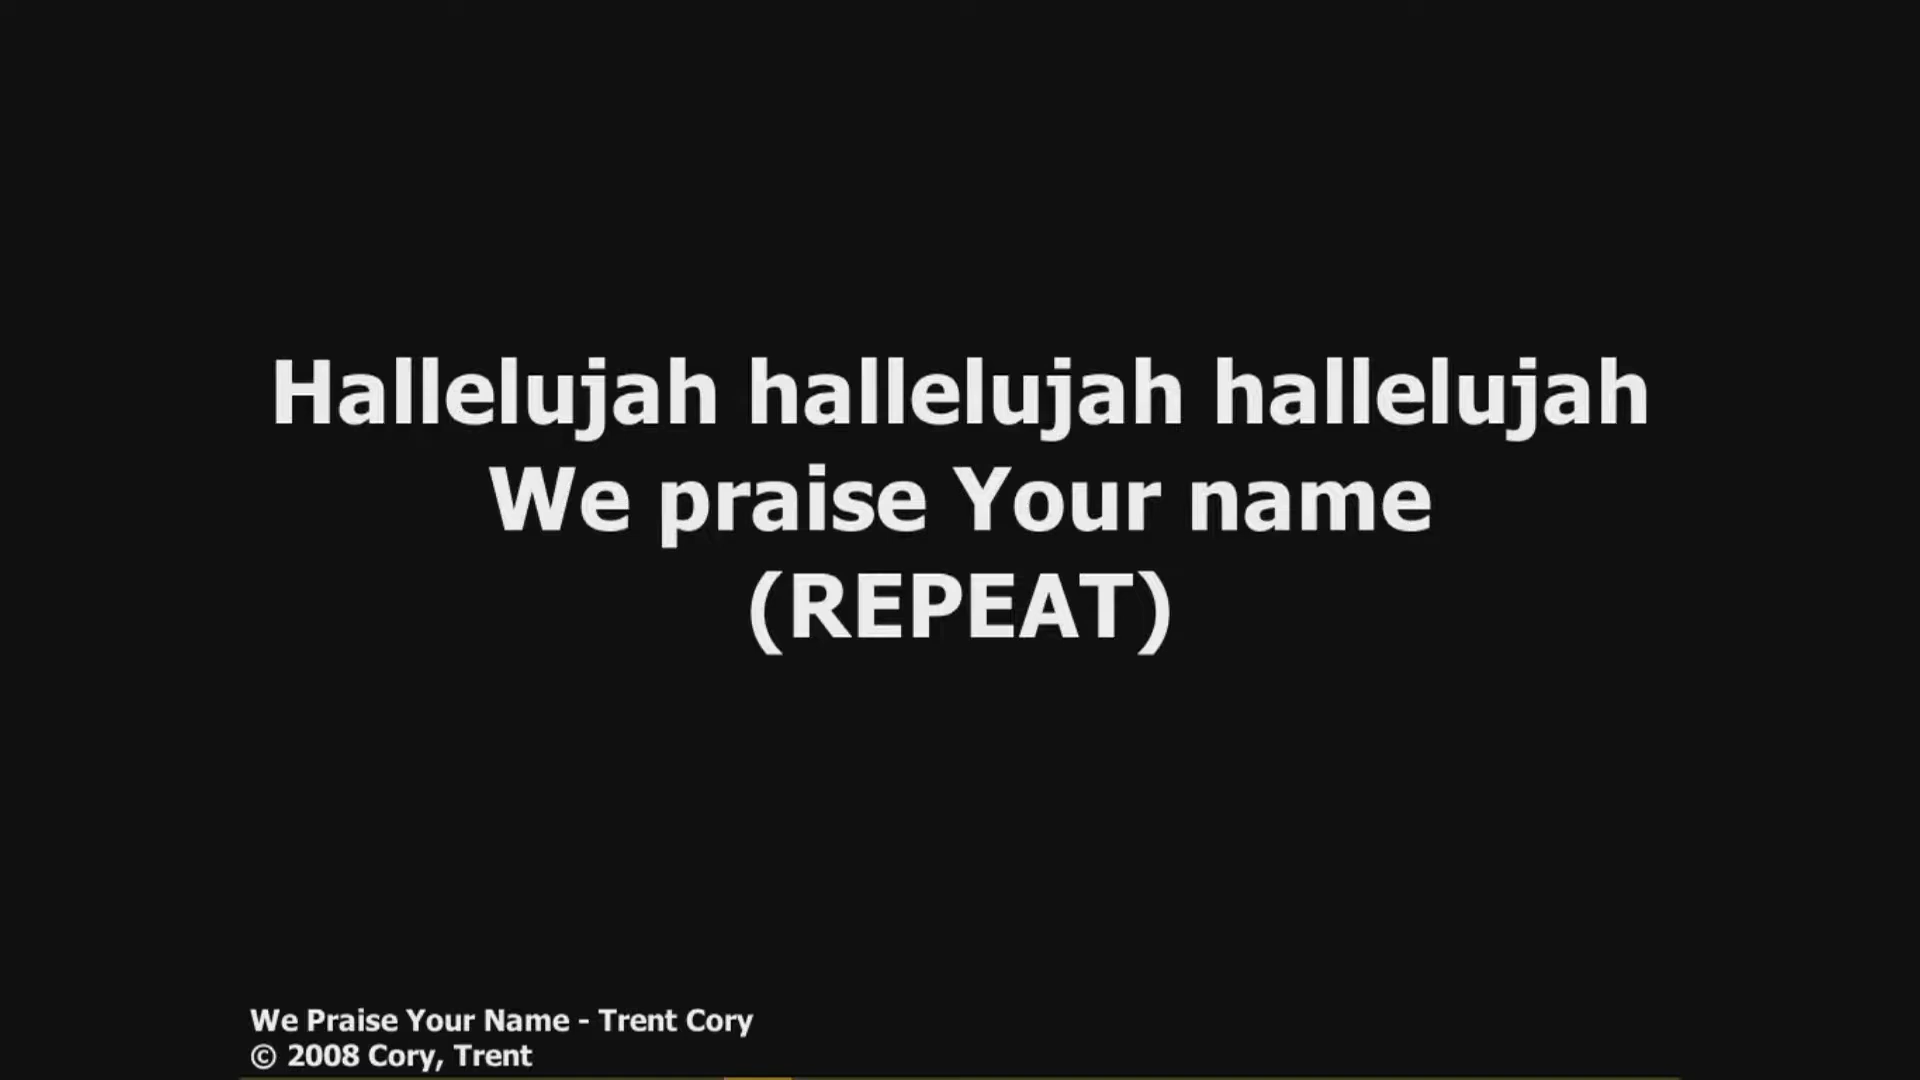 Hallelujah hallelujah hallelujah
We praise Your name
(REPEAT)
We Praise Your Name - Trent Cory
© 2008 Cory, Trent